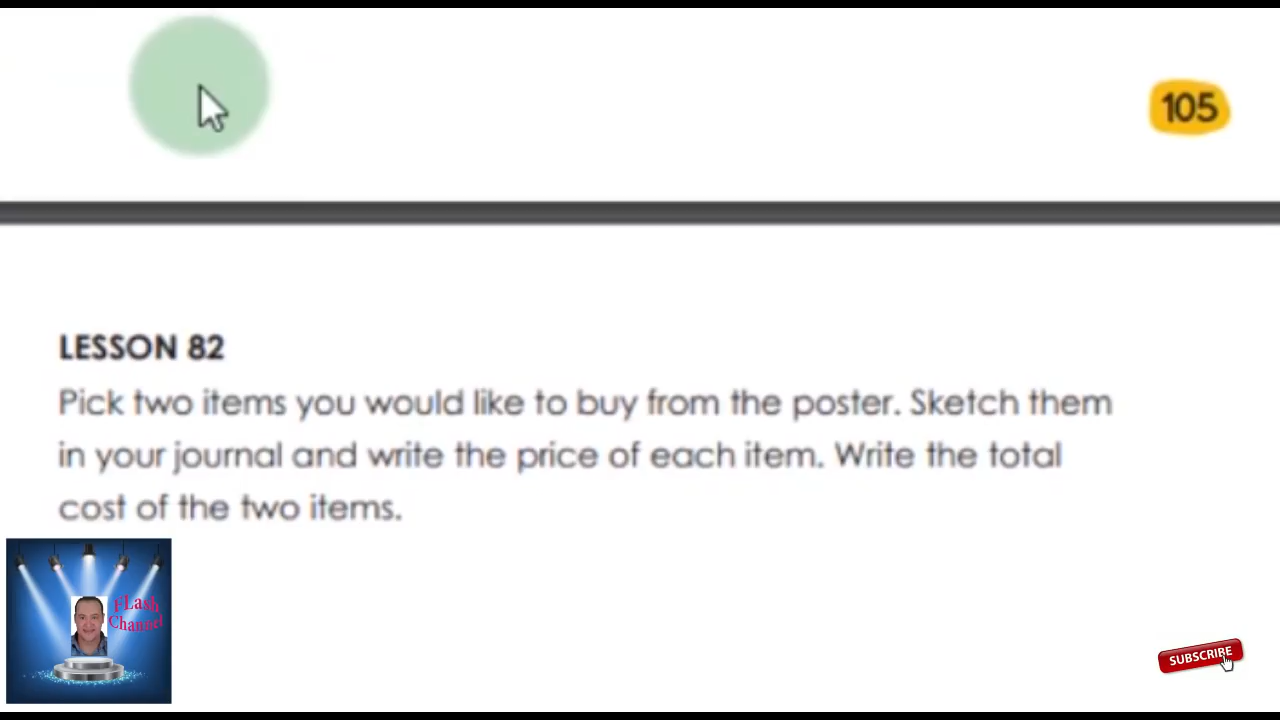 105
LESSON 82
Pick two items you would like to buy from the poster. Sketch them
in your journal and write the price of each item. Write the total
cost of the two items.
FLash
Channel
SUBSCRIBE